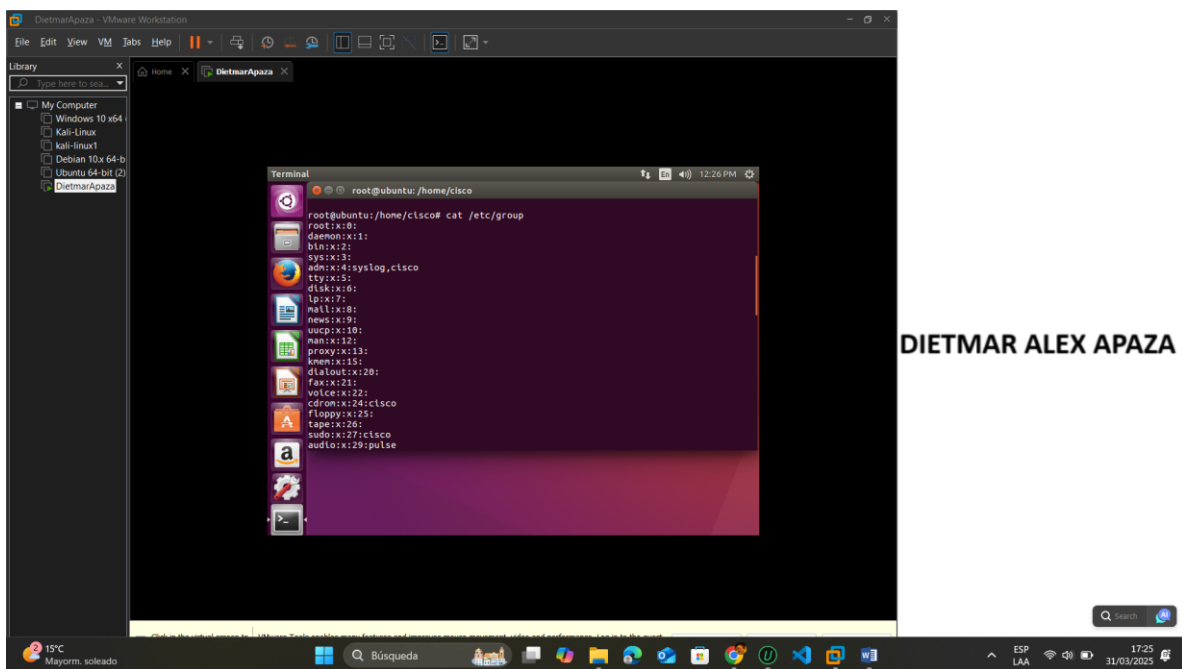 DietmarApaza - VMware Workstation
File Edit View VM Tabs Help
Library X
Type here to sea...
Home X DietmarApaza X
My Computer
Windows 10 x64
Kali-Linux
kali-linux1
Debian 10.x 64-b
Ubuntu 64-bit (2)
DietmarApaza
Terminal En 12:26 PM
root@ubuntu: /home/cisco
root@ubuntu:/home/cisco# cat /etc/group
root:x:0:
daemon:x:1:
bin:x:2:
sys:x:3:
adm:x:4:syslog,cisco
tty:x:5:
disk:x:6:
lp:x:7:
mail:x:8:
news:x:9:
uucp:x:10:
man:x:12:
proxy:x:13:
kmem:x:15:
dialout:x:20:
fax:x:21:
voice:x:22:
cdrom:x:24:cisco
floppy:x:25:
tape:x:26:
sudo:x:27:cisco
audio:x:29:pulse
DIETMAR ALEX APAZA
Search
2 15°C
Mayorm. soleado
Búsqueda
ESP
LAA
17:25
31/03/2025